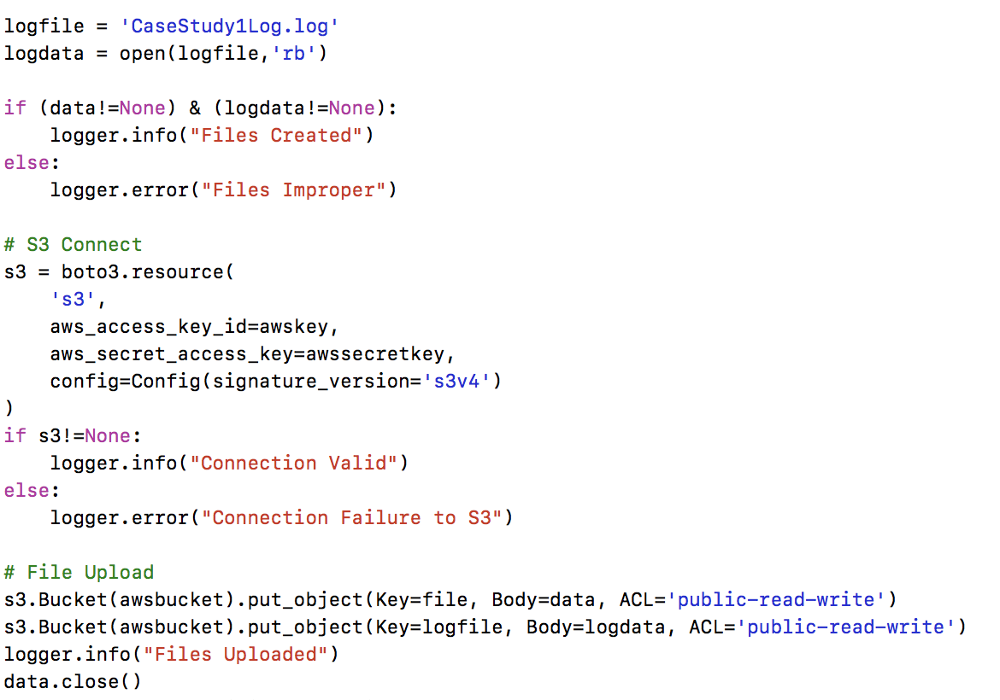 logfile = 'CaseStudy1Log.log'
logdata = open(logfile,'rb')

if (data!=None) & (logdata!=None):
    logger.info("Files Created")
else:
    logger.error("Files Improper")

# S3 Connect
s3 = boto3.resource(
    's3',
    aws_access_key_id=awskey,
    aws_secret_access_key=awssecretkey,
    config=Config(signature_version='s3v4')
)
if s3!=None:
    logger.info("Connection Valid")
else:
    logger.error("Connection Failure to S3")

# File Upload
s3.Bucket(awsbucket).put_object(Key=file, Body=data, ACL='public-read-write')
s3.Bucket(awsbucket).put_object(Key=logfile, Body=logdata, ACL='public-read-write')
logger.info("Files Uploaded")
data.close()